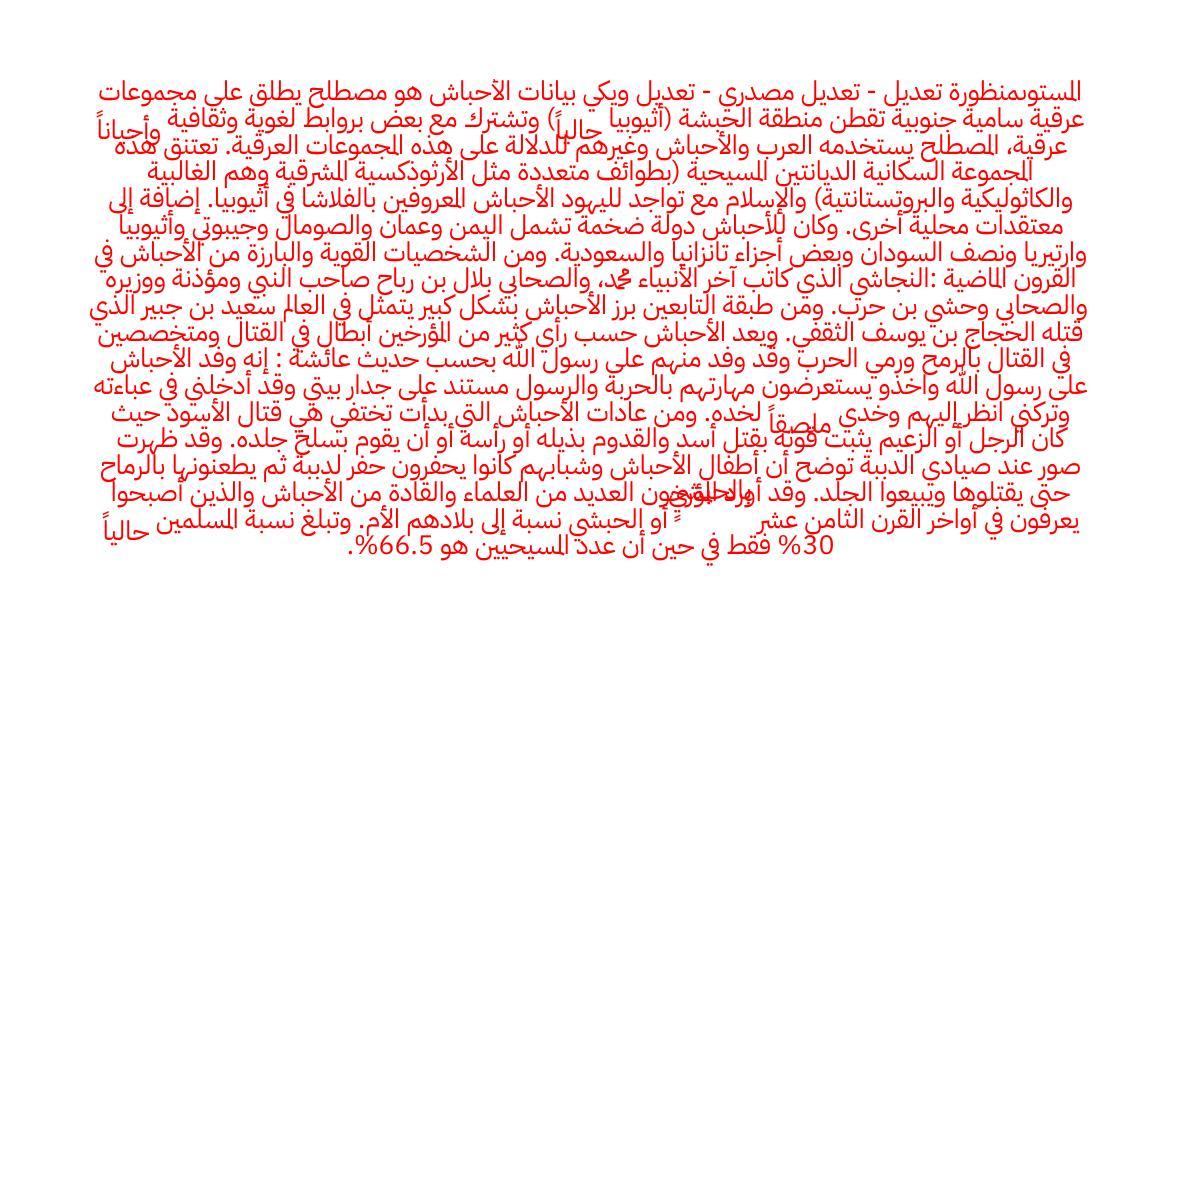 المستوىمنظورة تعديل - تعديل مصدري - تعديل ويكي بيانات الأحباش هو مصطلح يطلق على مجموعات
عرقية سامية جنوبية تقطن منطقة الحبشة (أثيوبيا حالياً) وتشترك مع بعض بروابط لغوية وثقافية وأحياناً
عرقية، المصطلح يستخدمه العرب والأحباش وغيرهم للدلالة على هذه المجموعات العرقية. تعتنق هذه
المجموعة السكانية الديانتين المسيحية (بطوائف متعددة مثل الأرثوذكسية المشرقية وهم الغالبية
والكاثوليكية والبروتستانتية) والإسلام مع تواجد لليهود الأحباش المعروفين بالفلاشا في أثيوبيا. إضافة إلى
معتقدات محلية أخرى. وكان للأحباش دولة ضخمة تشمل اليمن وعمان والصومال وجيبوتي وأثيوبيا
وارتيريا ونصف السودان وبعض أجزاء تانزانيا والسعودية. ومن الشخصيات القوية والبارزة من الأحباش في
القرون الماضية :النجاشي الذي كاتب آخر الأنبياء محمد، والصحابي بلال بن رباح صاحب النبي ومؤذنة ووزيره
والصحابي وحشي بن حرب. ومن طبقة التابعين برز الأحباش بشكل كبير يتمثل في العالم سعيد بن جبير الذي
قتله الحجاج بن يوسف الثقفي. ويعد الأحباش حسب رأي كثير من المؤرخين أبطال في القتال ومتخصصين
في القتال بالرمح ورمي الحرب وقد وفد منهم على رسول الله بحسب حديث عائشة : إنه وفد الأحباش
على رسول الله واخذو يستعرضون مهارتهم بالحربة والرسول مستند على جدار بيتي وقد أدخلني في عباءته
وتركني انظر إليهم وخدي ملصقاً لخده. ومن عادات الأحباش التي بدأت تختفي هي قتال الأسود حيث
كان الرجل أو الزعيم يثبت قوته بقتل أسد والقدوم بذيله أو رأسه أو أن يقوم بسلخ جلده. وقد ظهرت
صور عند صيادي الدببة توضح أن أطفال الأحباش وشبابهم كانوا يحفرون حفر لدببة ثم يطعنونها بالرماح
حتى يقتلوها ويبيعوا الجلد. وقد أورد المؤرخون العديد من العلماء والقادة من الأحباش والذين أصبحوا
يعرفون في أواخر القرن الثامن عشر أو الحبشي نسبة إلى بلادهم الأم. وتبلغ نسبة المسلمين حالياً
30% فقط في حين أن عدد المسيحيين هو 66.5%.